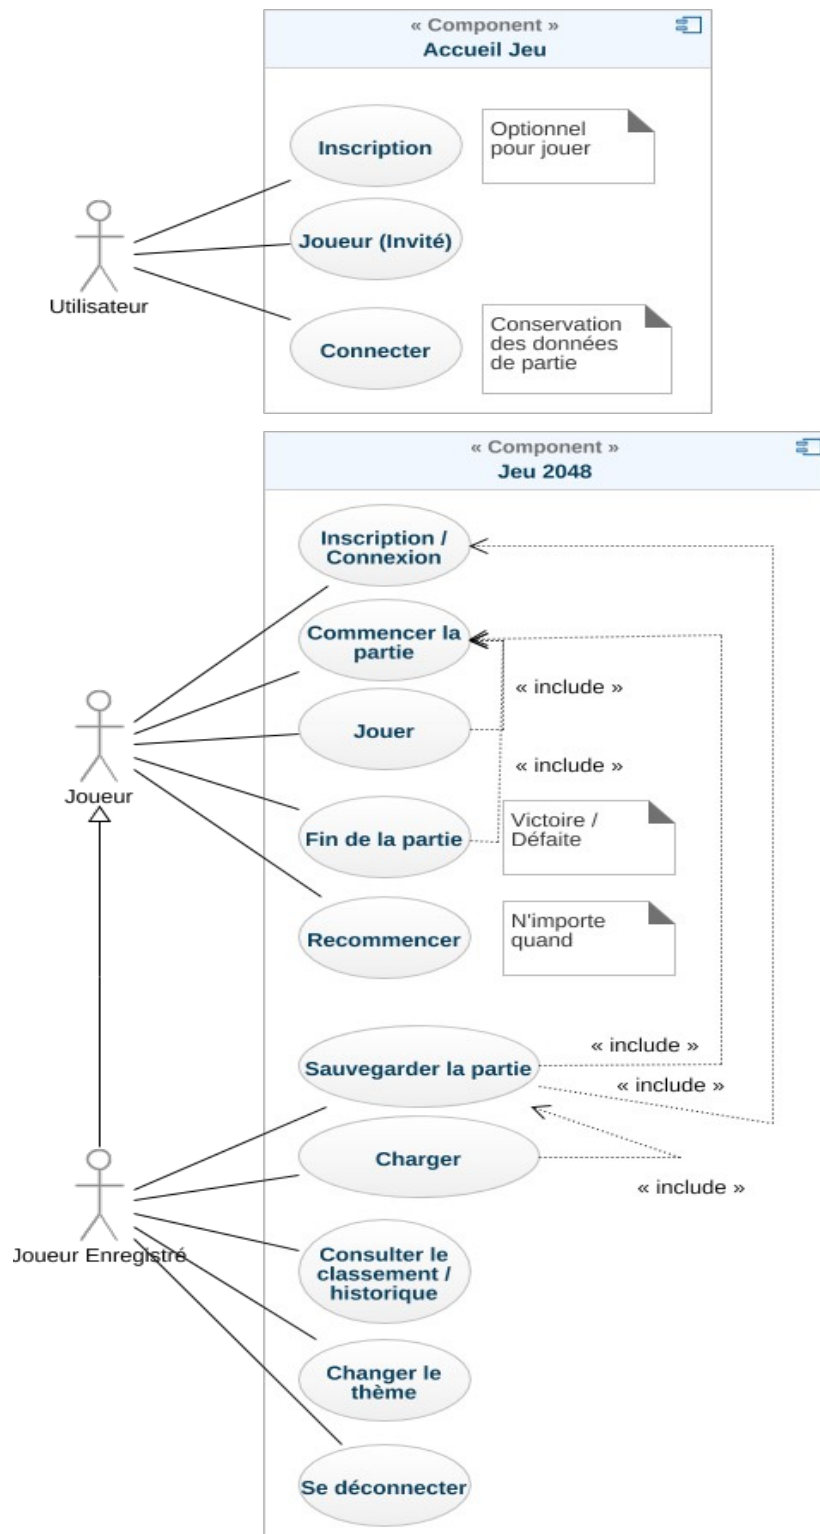 « Component »
Accueil Jeu
Inscription
Optionnel
pour jouer
Joueur (Invité)
Utilisateur
Connecter
Conservation
des données
de partie
« Component »
Jeu 2048
Inscription /
Connexion
Commencer la
partie
« include »
Jouer
« include »
Joueur
Fin de la partie
Victoire /
Défaite
Recommencer
N'importe
quand
« include »
Sauvegarder la partie
« include »
Charger
« include »
Joueur Enregistré
Consulter le
classement /
historique
Changer le
thème
Se déconnecter